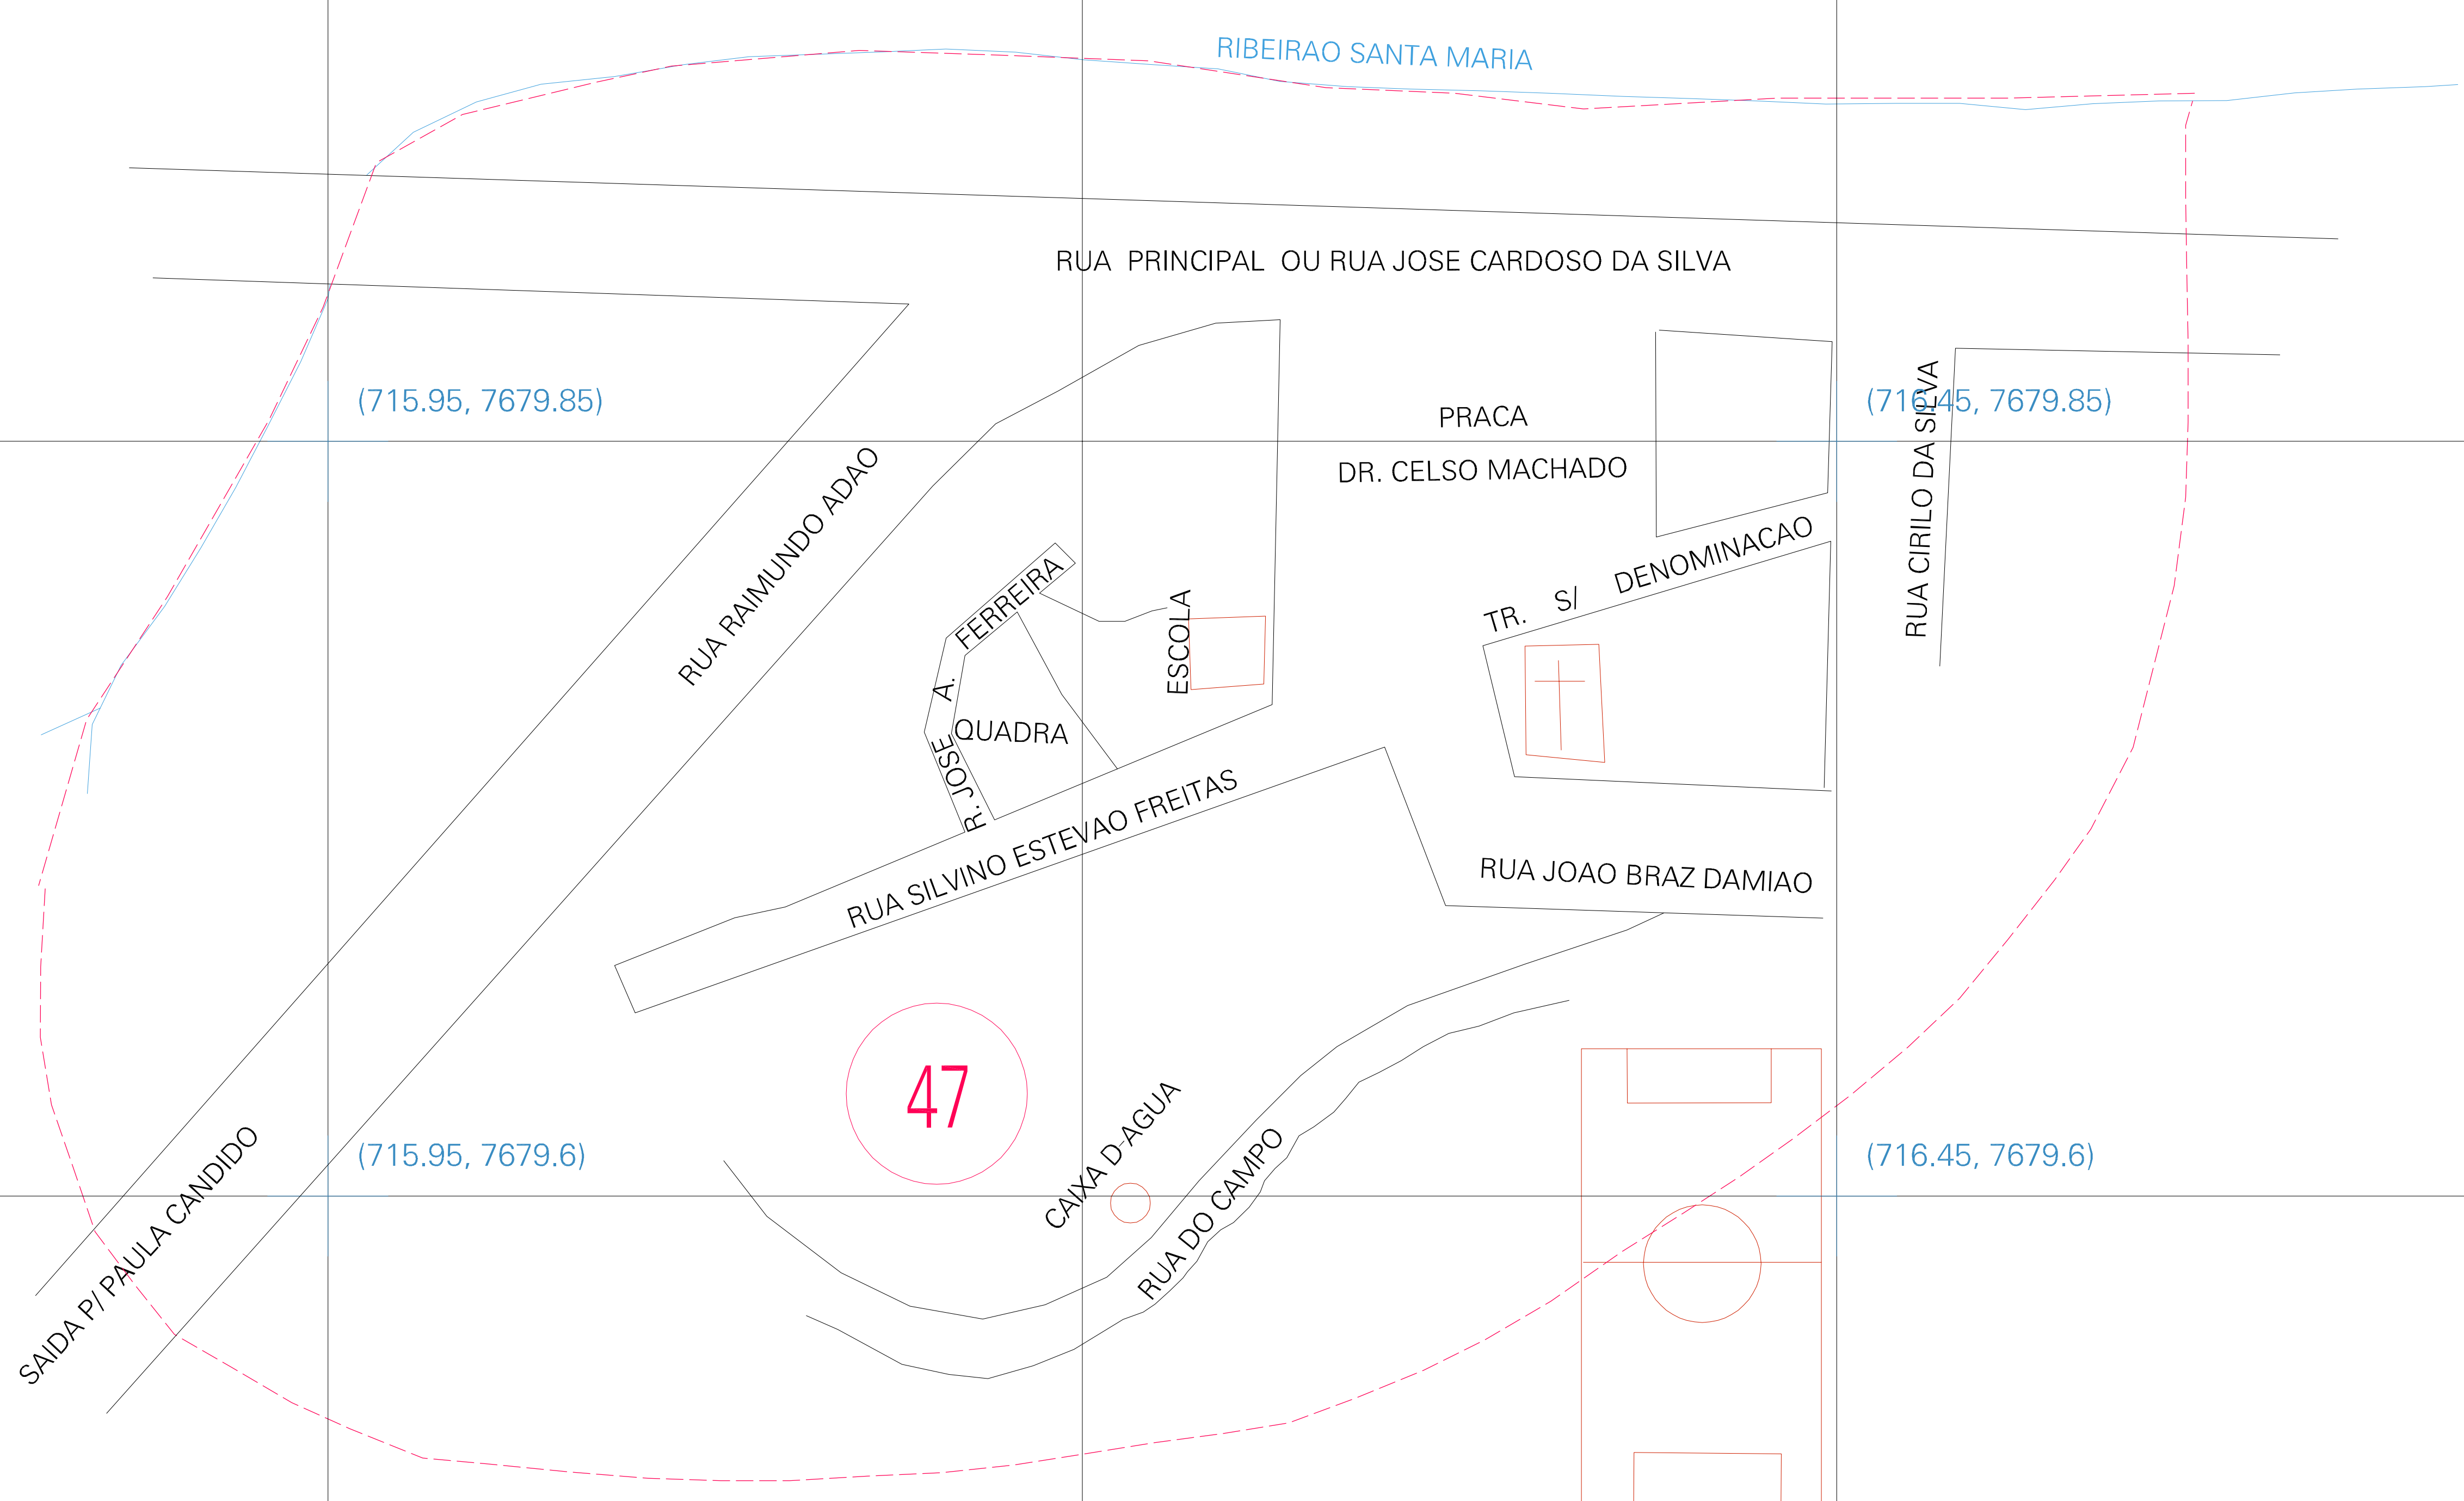 RIBEIRAO SANTA MARIA
RUA PRINCIPAL OU RUA JOSE CARDOSO DA SILVA
(715.95, 7679.85)
PRACA
DR. CELSO MACHADO
(716.45, 7679.85)
RUA CIRILO DA SILVA
RUA RAIMUNDO ADAO
TR. S/ DENOMINACAO
R. JOSE A. FERREIRA
ESCOLA
QUADRA
RUA SILVINO ESTEVAO FREITAS
RUA JOAO BRAZ DAMIAO
47
CAIXA D-AGUA
RUA DO CAMPO
(715.95, 7679.6)
(716.45, 7679.6)
SAIDA P/ PAULA CANDIDO